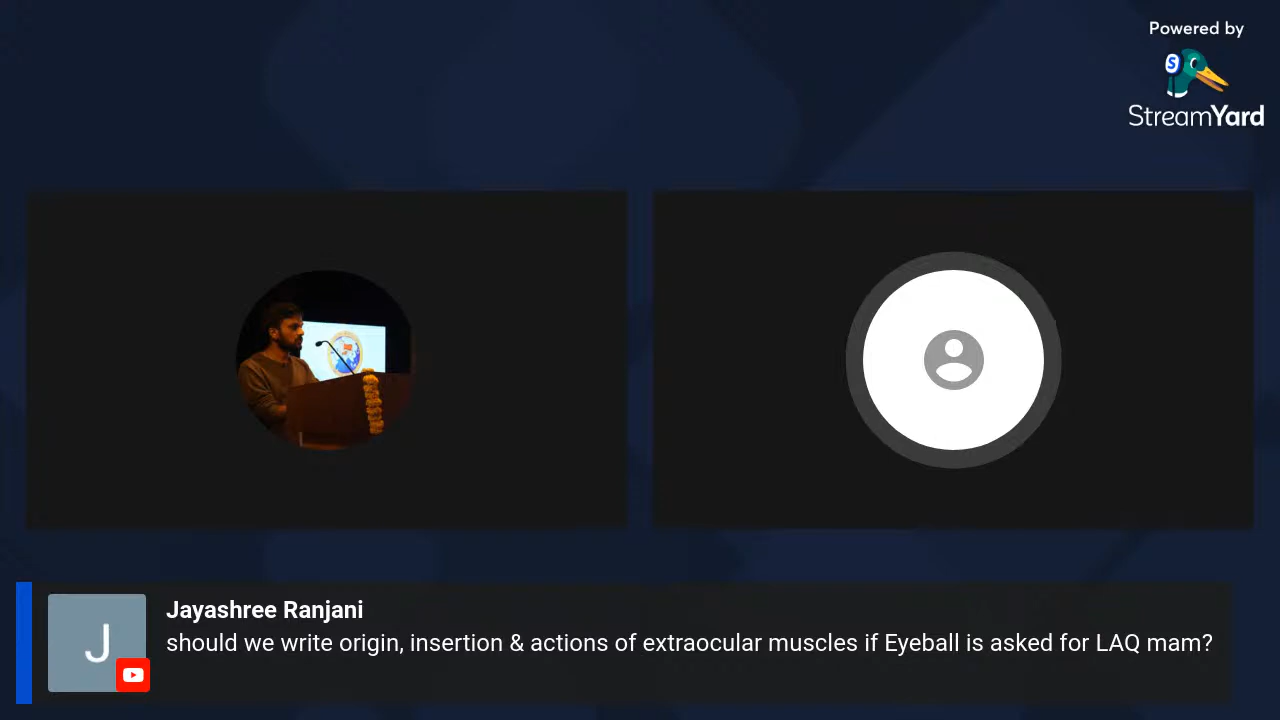 Powered by
S
StreamYard
J
Jayashree Ranjani
should we write origin, insertion & actions of extraocular muscles if Eyeball is asked for LAQ mam?